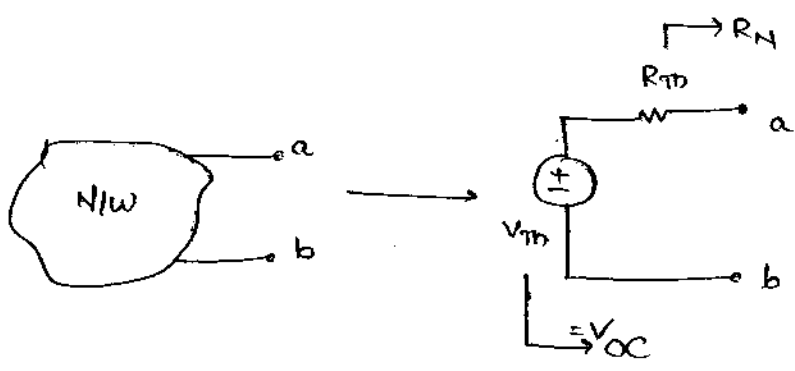 R_N
R_Th
a
a
N/W
+
-
b
V_Th
b
= V_OC